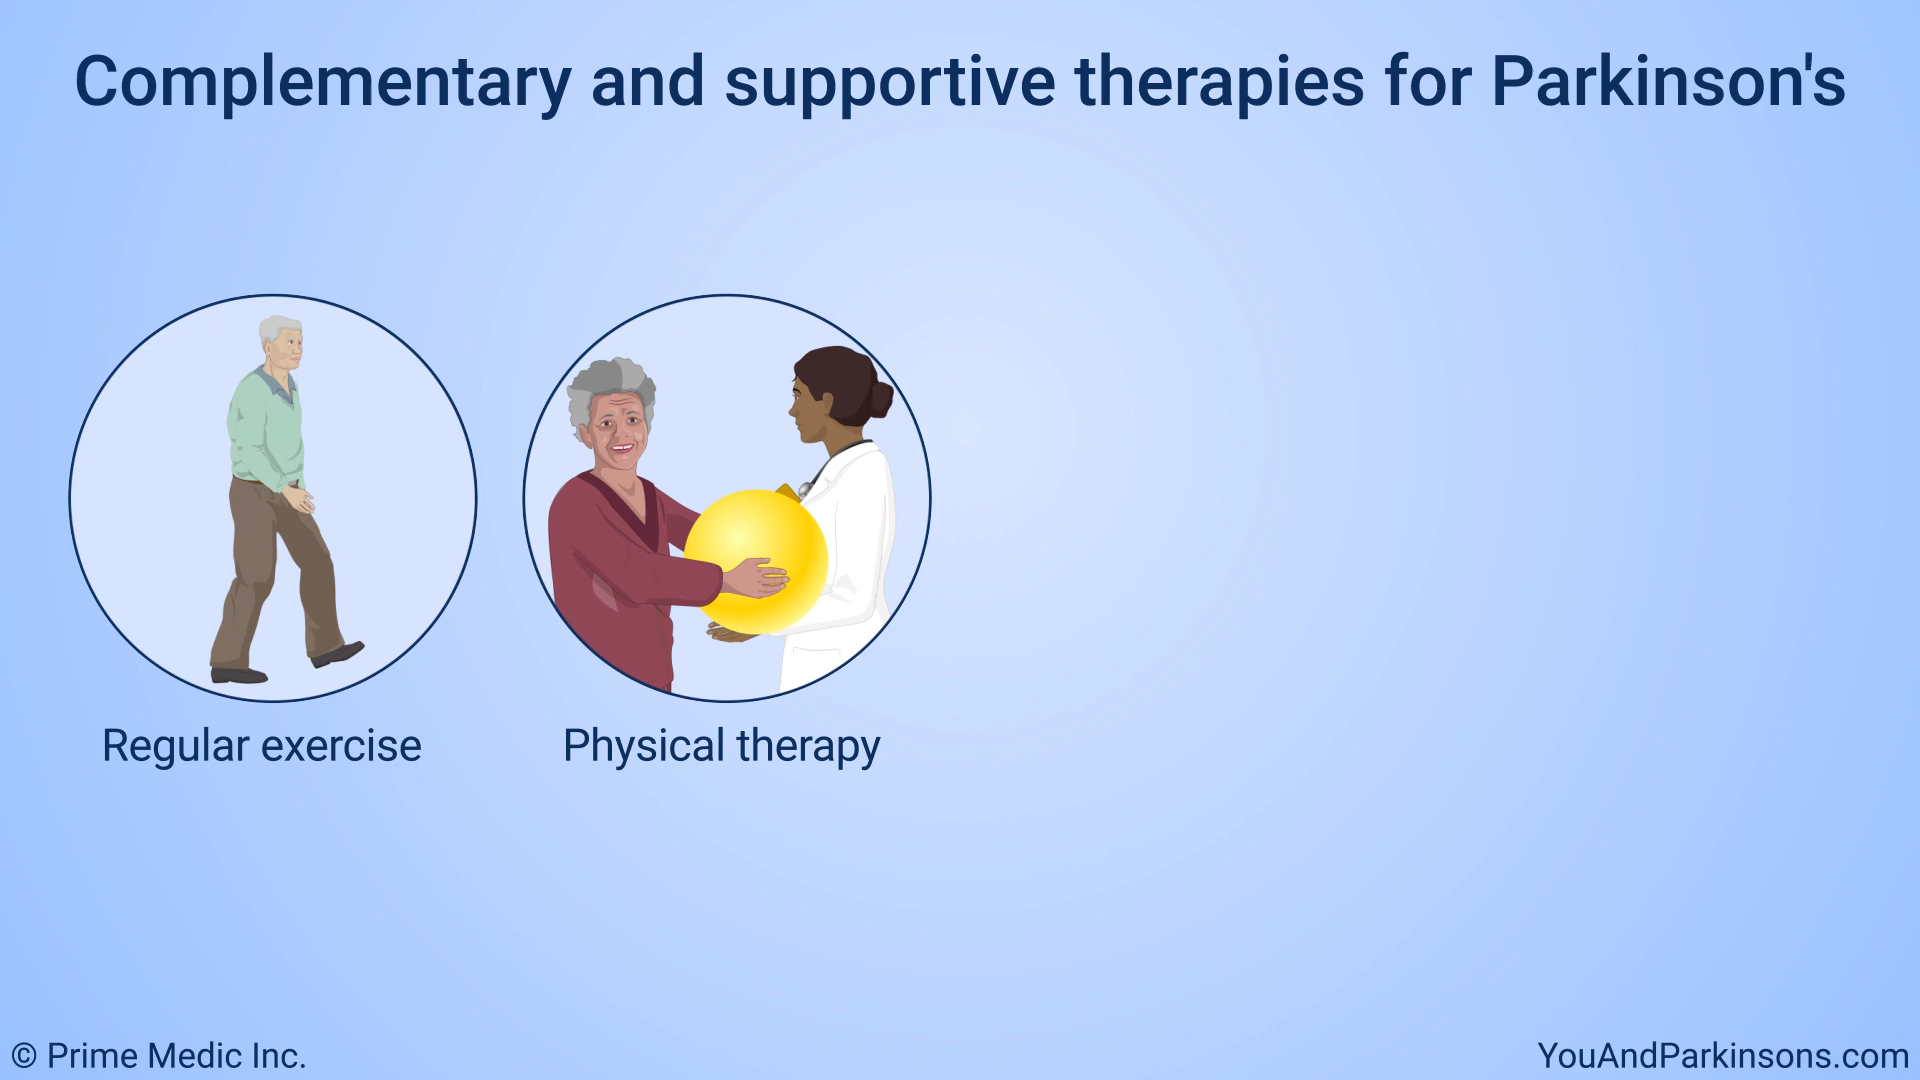 Complementary and supportive therapies for Parkinson's
Regular exercise
Physical therapy
© Prime Medic Inc.
YouAndParkinsons.com